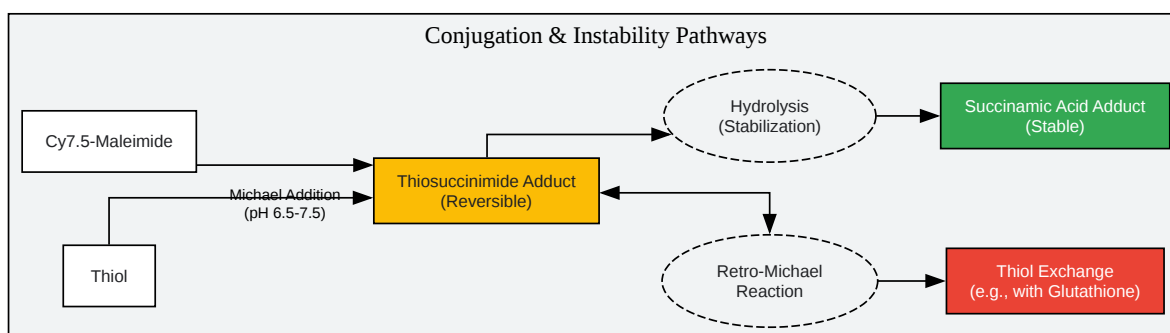 Conjugation & Instability Pathways
Cy7.5-Maleimide
Thiol
Michael Addition
(pH 6.5-7.5)
Thiosuccinimide Adduct
(Reversible)
Hydrolysis
(Stabilization)
Succinamic Acid Adduct
(Stable)
Retro-Michael
Reaction
Thiol Exchange
(e.g., with Glutathione)